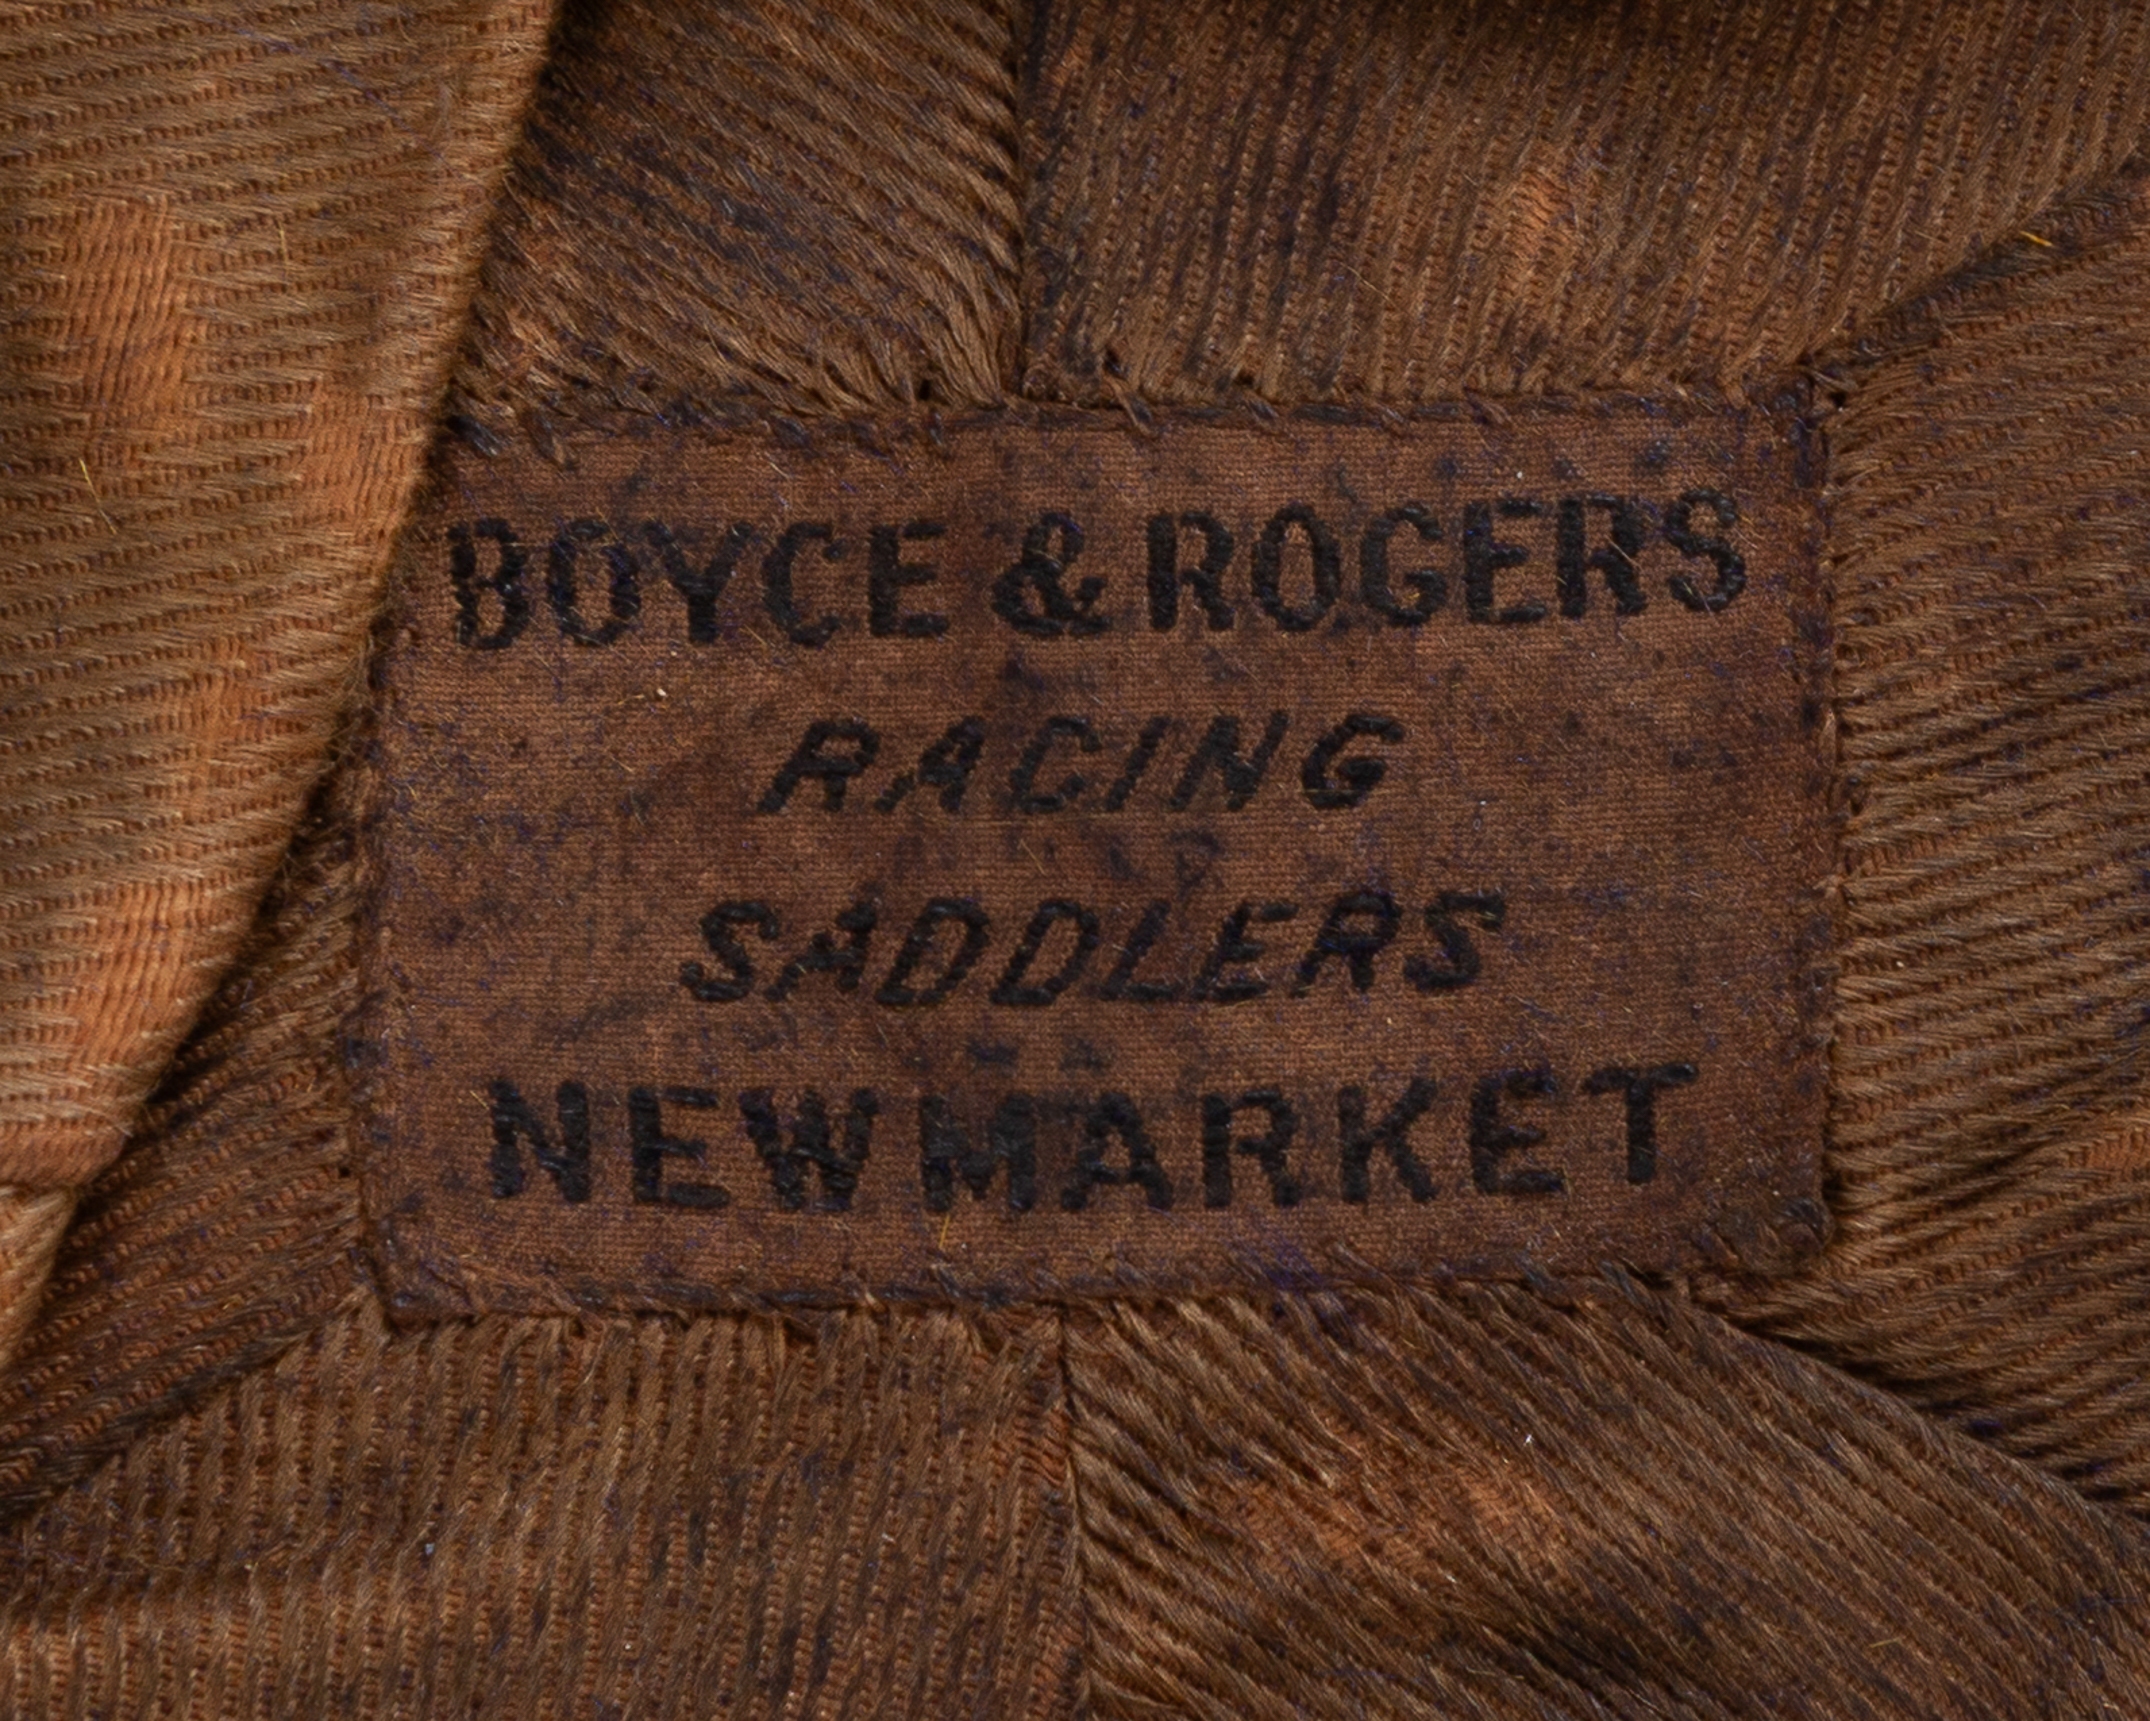 BOYCE & ROGERS
RACING
SADDLERS
NEWMARKET